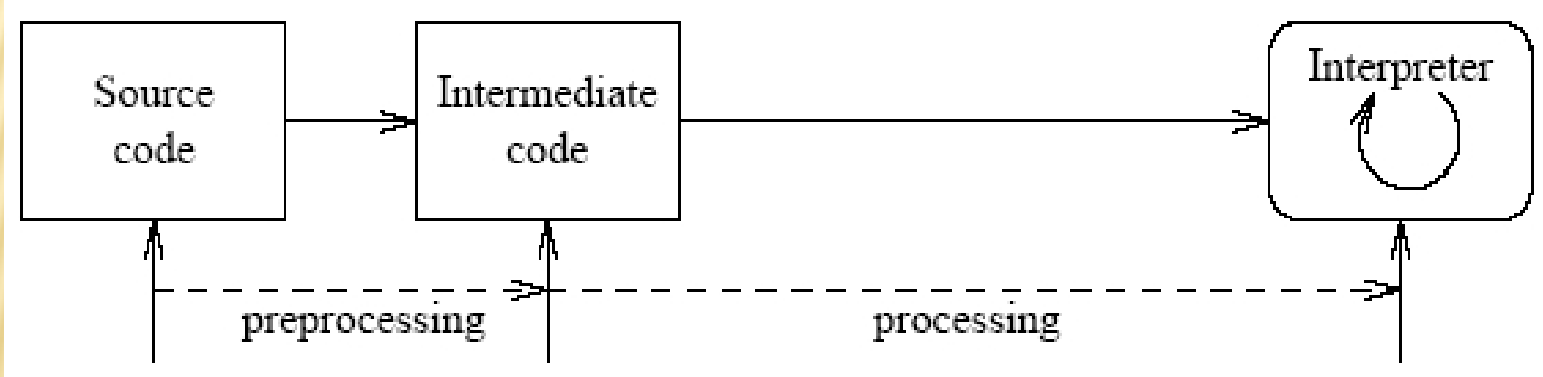 Source
code
Intermediate
code
Interpreter
preprocessing
processing